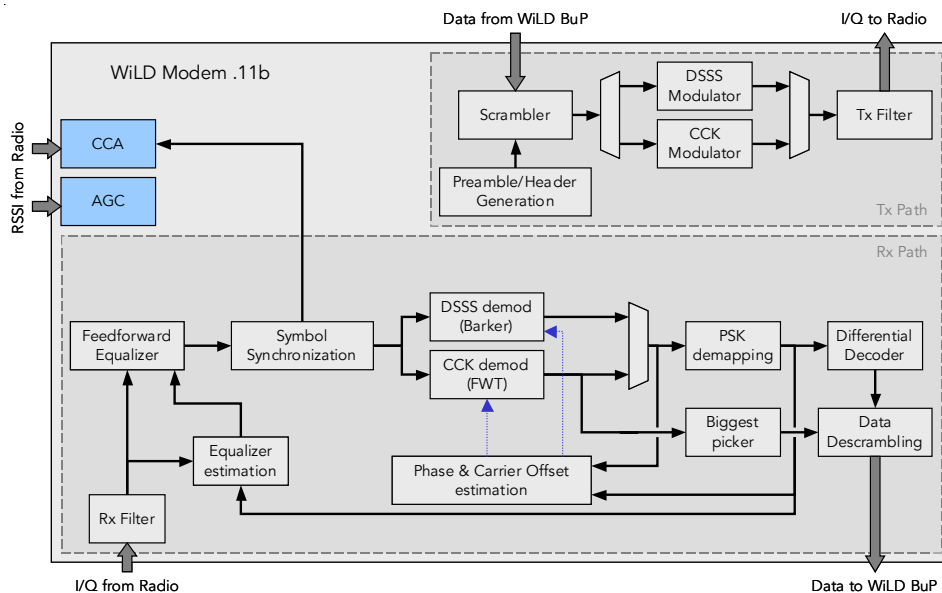 Data from WiLD BuP
I/Q to Radio
WiLD Modem .11b
DSSS
Modulator
Scrambler
Tx Filter
CCK
Modulator
CCA
Preamble/Header
Generation
AGC
RSSI from Radio
Tx Path
Rx Path
DSSS demod
(Barker)
Feedforward
Equalizer
Symbol
Synchronization
PSK
demapping
Differential
Decoder
CCK demod
(FWT)
Biggest
picker
Data
Descrambling
Equalizer
estimation
Phase & Carrier Offset
estimation
Rx Filter
I/Q from Radio
Data to WiLD BuP